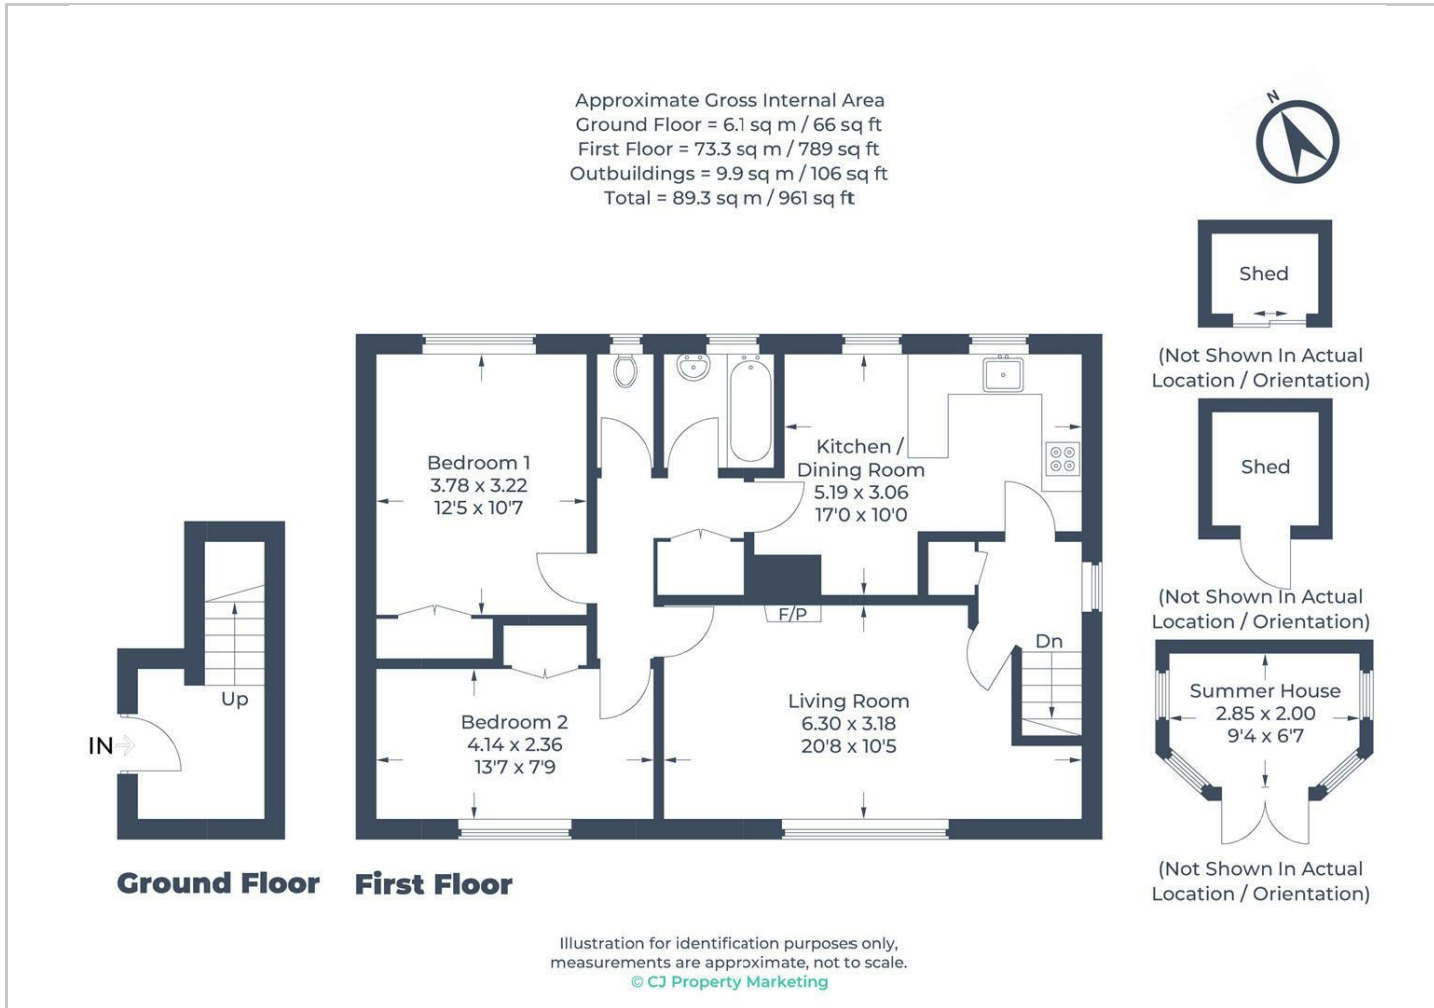 Approximate Gross Internal Area
Ground Floor = 6.1 sq m / 66 sq ft
First Floor = 73.3 sq m / 789 sq ft
Outbuildings = 9.9 sq m / 106 sq ft
Total = 89.3 sq m / 961 sq ft
N
Shed
(Not Shown In Actual
Location / Orientation)
Shed
(Not Shown In Actual
Location / Orientation)
Summer House
2.85 x 2.00
9'4 x 6'7
(Not Shown In Actual
Location / Orientation)
Bedroom 1
3.78 x 3.22
12'5 x 10'7
Kitchen /
Dining Room
5.19 x 3.06
17'0 x 10'0
F/P
Dn
Living Room
6.30 x 3.18
20'8 x 10'5
Bedroom 2
4.14 x 2.36
13'7 x 7'9
Up
IN
Ground Floor
First Floor
Illustration for identification purposes only,
measurements are approximate, not to scale.
© CJ Property Marketing